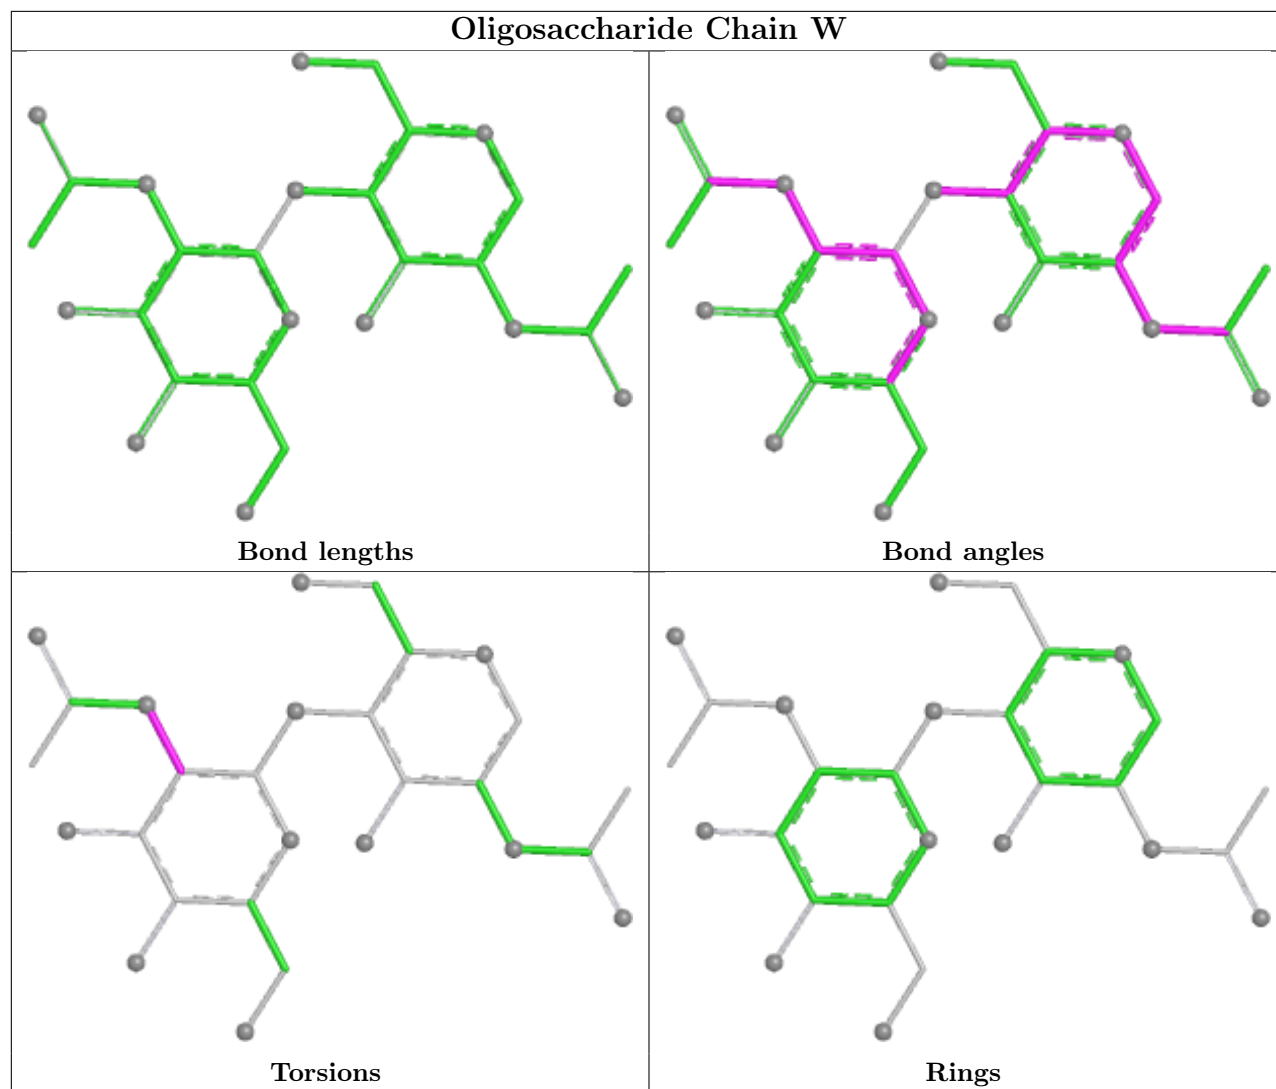 Oligosaccharide Chain W
Bond lengths
Bond angles
Torsions
Rings